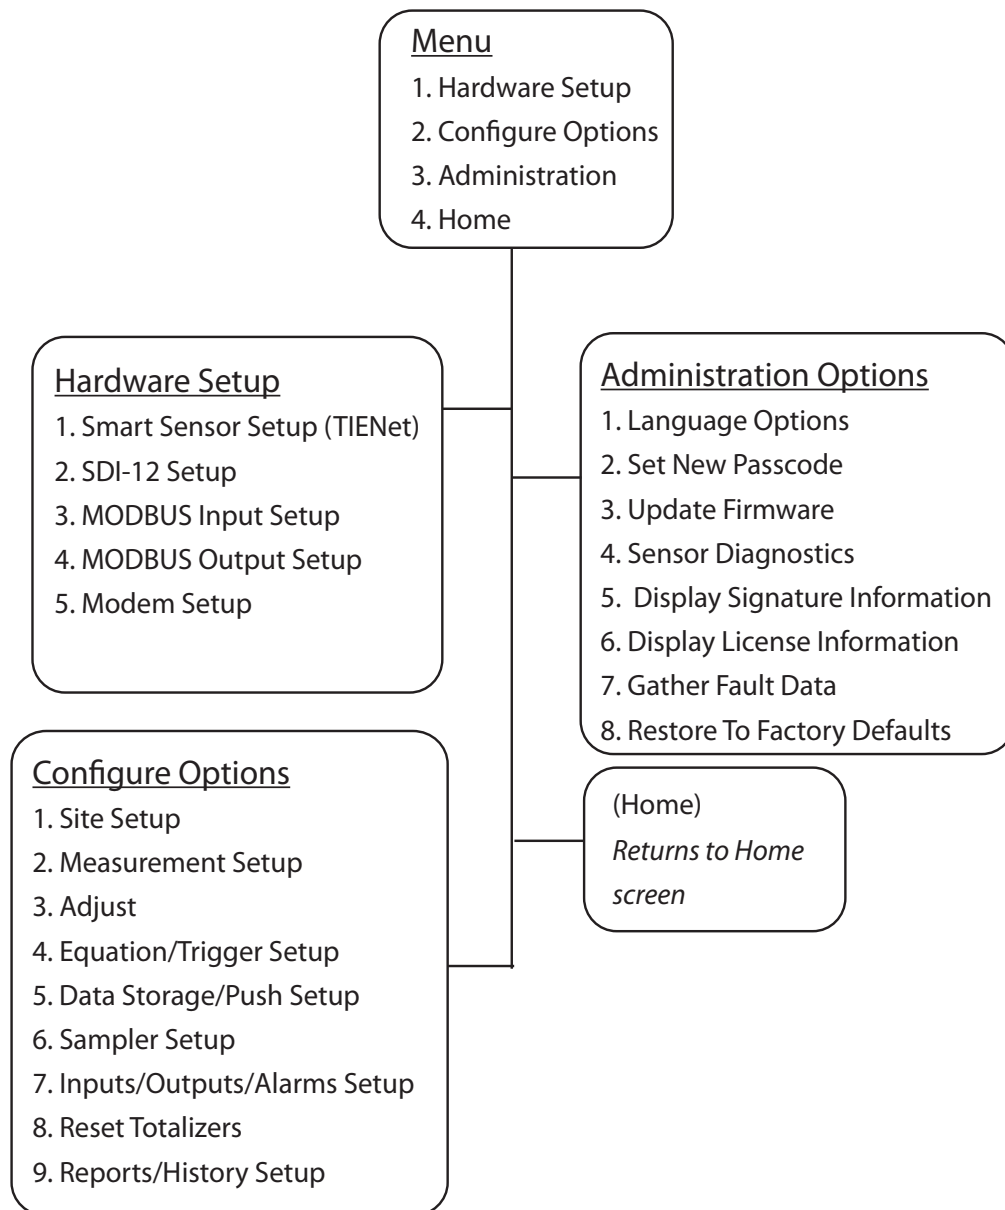 Menu
1. Hardware Setup
2. Configure Options
3. Administration
4. Home
Hardware Setup
1. Smart Sensor Setup (TIENet)
2. SDI-12 Setup
3. MODBUS Input Setup
4. MODBUS Output Setup
5. Modem Setup
Administration Options
1. Language Options
2. Set New Passcode
3. Update Firmware
4. Sensor Diagnostics
5.  Display Signature Information
6. Display License Information
7. Gather Fault Data
8. Restore To Factory Defaults
Configure Options
1. Site Setup
2. Measurement Setup
3. Adjust
4. Equation/Trigger Setup
5. Data Storage/Push Setup
6. Sampler Setup
7. Inputs/Outputs/Alarms Setup
8. Reset Totalizers
9. Reports/History Setup
(Home)
Returns to Home
screen